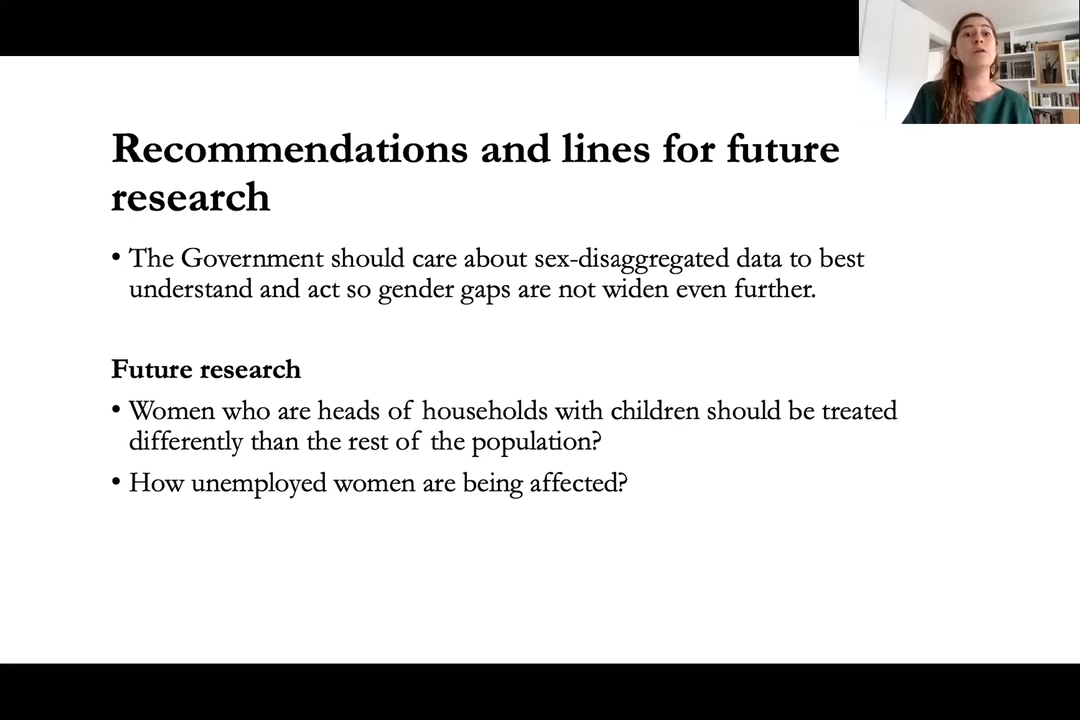 Recommendations and lines for future
research
• The Government should care about sex-disaggregated data to best
understand and act so gender gaps are not widen even further.
Future research
• Women who are heads of households with children should be treated
differently than the rest of the population?
• How unemployed women are being affected?